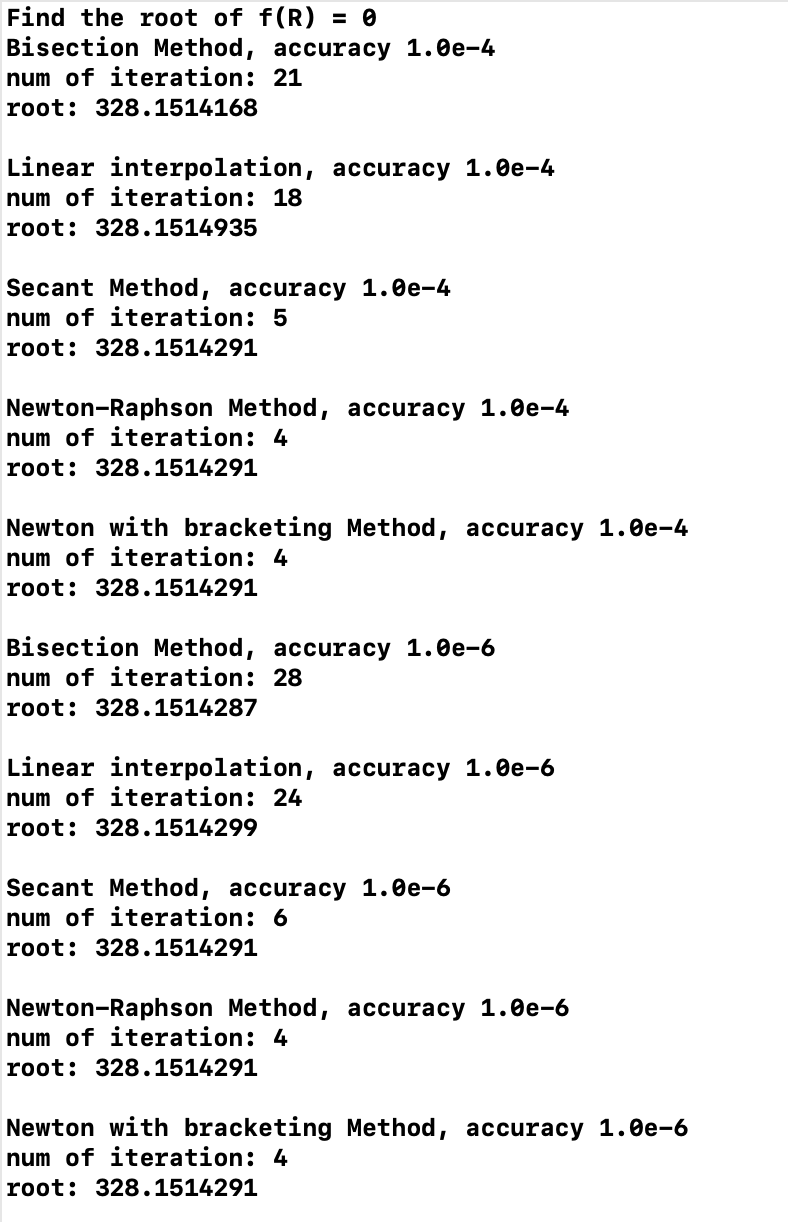 Find the root of f(R) = 0
Bisection Method, accuracy 1.0e-4
num of iteration: 21
root: 328.1514168
Linear interpolation, accuracy 1.0e-4
num of iteration: 18
root: 328.1514935
Secant Method, accuracy 1.0e-4
num of iteration: 5
root: 328.1514291
Newton-Raphson Method, accuracy 1.0e-4
num of iteration: 4
root: 328.1514291
Newton with bracketing Method, accuracy 1.0e-4
num of iteration: 4
root: 328.1514291
Bisection Method, accuracy 1.0e-6
num of iteration: 28
root: 328.1514287
Linear interpolation, accuracy 1.0e-6
num of iteration: 24
root: 328.1514299
Secant Method, accuracy 1.0e-6
num of iteration: 6
root: 328.1514291
Newton-Raphson Method, accuracy 1.0e-6
num of iteration: 4
root: 328.1514291
Newton with bracketing Method, accuracy 1.0e-6
num of iteration: 4
root: 328.1514291